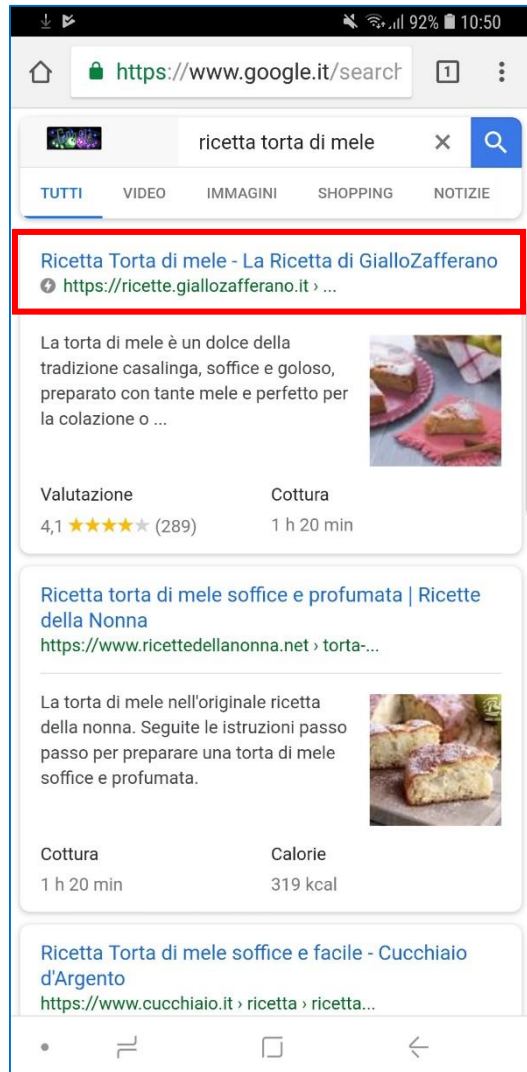 92% 10:50
https://www.google.it/search 1
ricetta torta di mele
TUTTI VIDEO IMMAGINI SHOPPING NOTIZIE
Ricetta Torta di mele - La Ricetta di GialloZafferano
https://ricette.giallozafferano.it › ...
La torta di mele è un dolce della
tradizione casalinga, soffice e goloso,
preparato con tante mele e perfetto per
la colazione o ...
Valutazione Cottura
4,1 ★★★★★ (289) 1 h 20 min
Ricetta torta di mele soffice e profumata | Ricette
della Nonna
https://www.ricettedellanonna.net › torta-...
La torta di mele nell'originale ricetta
della nonna. Seguite le istruzioni passo
passo per preparare una torta di mele
soffice e profumata.
Cottura Calorie
1 h 20 min 319 kcal
Ricetta Torta di mele soffice e facile - Cucchiaio
d'Argento
https://www.cucchiaio.it › ricetta › ricetta...